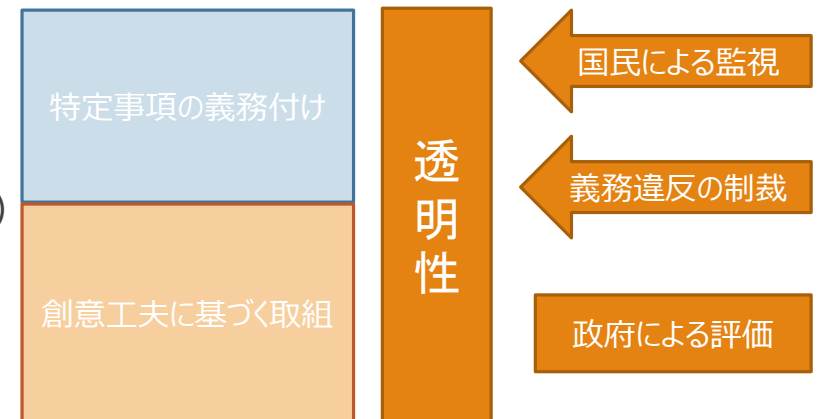 特定事項の義務付け
)
創意工夫に基づく取組
透明性
国民による監視
義務違反の制裁
政府による評価